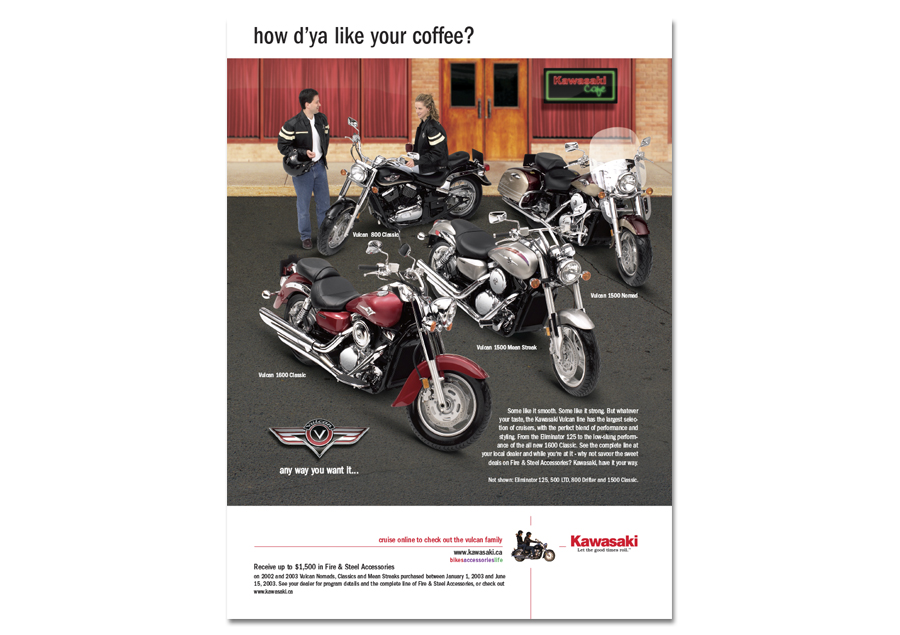 how d'ya like your coffee?
Kawasaki
Cafe
Vulcan 800 Classic
Vulcan 1500 Nomad
Vulcan 1500 Mean Streak
Vulcan 1600 Classic
Some like it smooth. Some like it strong. But whatever
your taste, the Kawasaki Vulcan line has the largest selec-
tion of cruisers, with the perfect blend of performance and
styling. From the Eliminator 125 to the low-slung perform-
ance of the all new 1600 Classic. See the complete line at
your local dealer and while you're at it - why not savour the sweet
deals on Fire & Steel Accessories? Kawasaki, have it your way.
Not shown: Eliminator 125, 500 LTD, 800 Drifter and 1500 Classic.
Vulcan
V
any way you want it...
cruise online to check out the vulcan family
www.kawasaki.ca
bikesaccessorieslife
Kawasaki
Let the good times roll.™
Receive up to $1,500 in Fire & Steel Accessories
on 2002 and 2003 Vulcan Nomads, Classics and Mean Streaks purchased between January 1, 2003 and June
15, 2003. See your dealer for program details and the complete line of Fire & Steel Accessories, or check out
www.kawasaki.ca